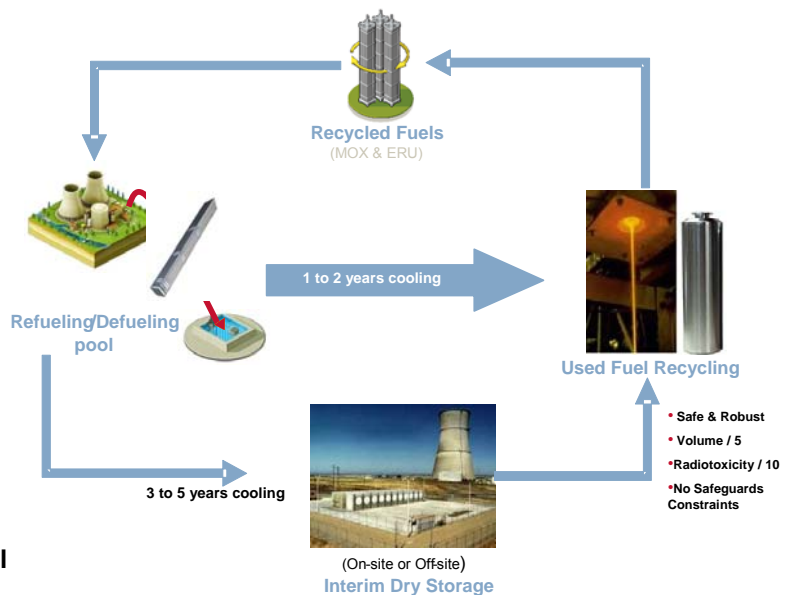 Recycled Fuels
(MOX & ERU)
1 to 2 years cooling
Refueling/Defueling
pool
Used Fuel Recycling
• Safe & Robust
• Volume / 5
•Radiotoxicity / 10
•No Safeguards
Constraints
3 to 5 years cooling
(On-site or Off-site)
Interim Dry Storage